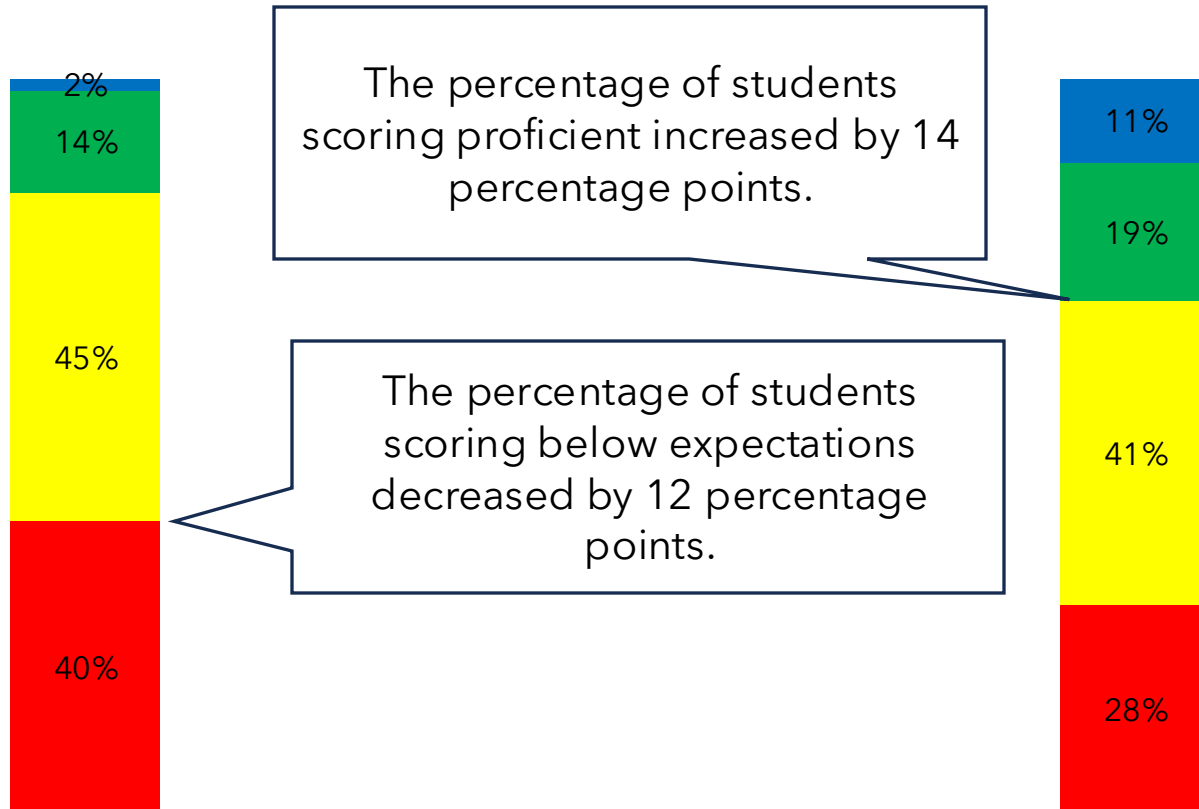 2%
14%
45%
40%
The percentage of students
scoring proficient increased by 14
percentage points.
The percentage of students
scoring below expectations
decreased by 12 percentage
points.
11%
19%
41%
28%